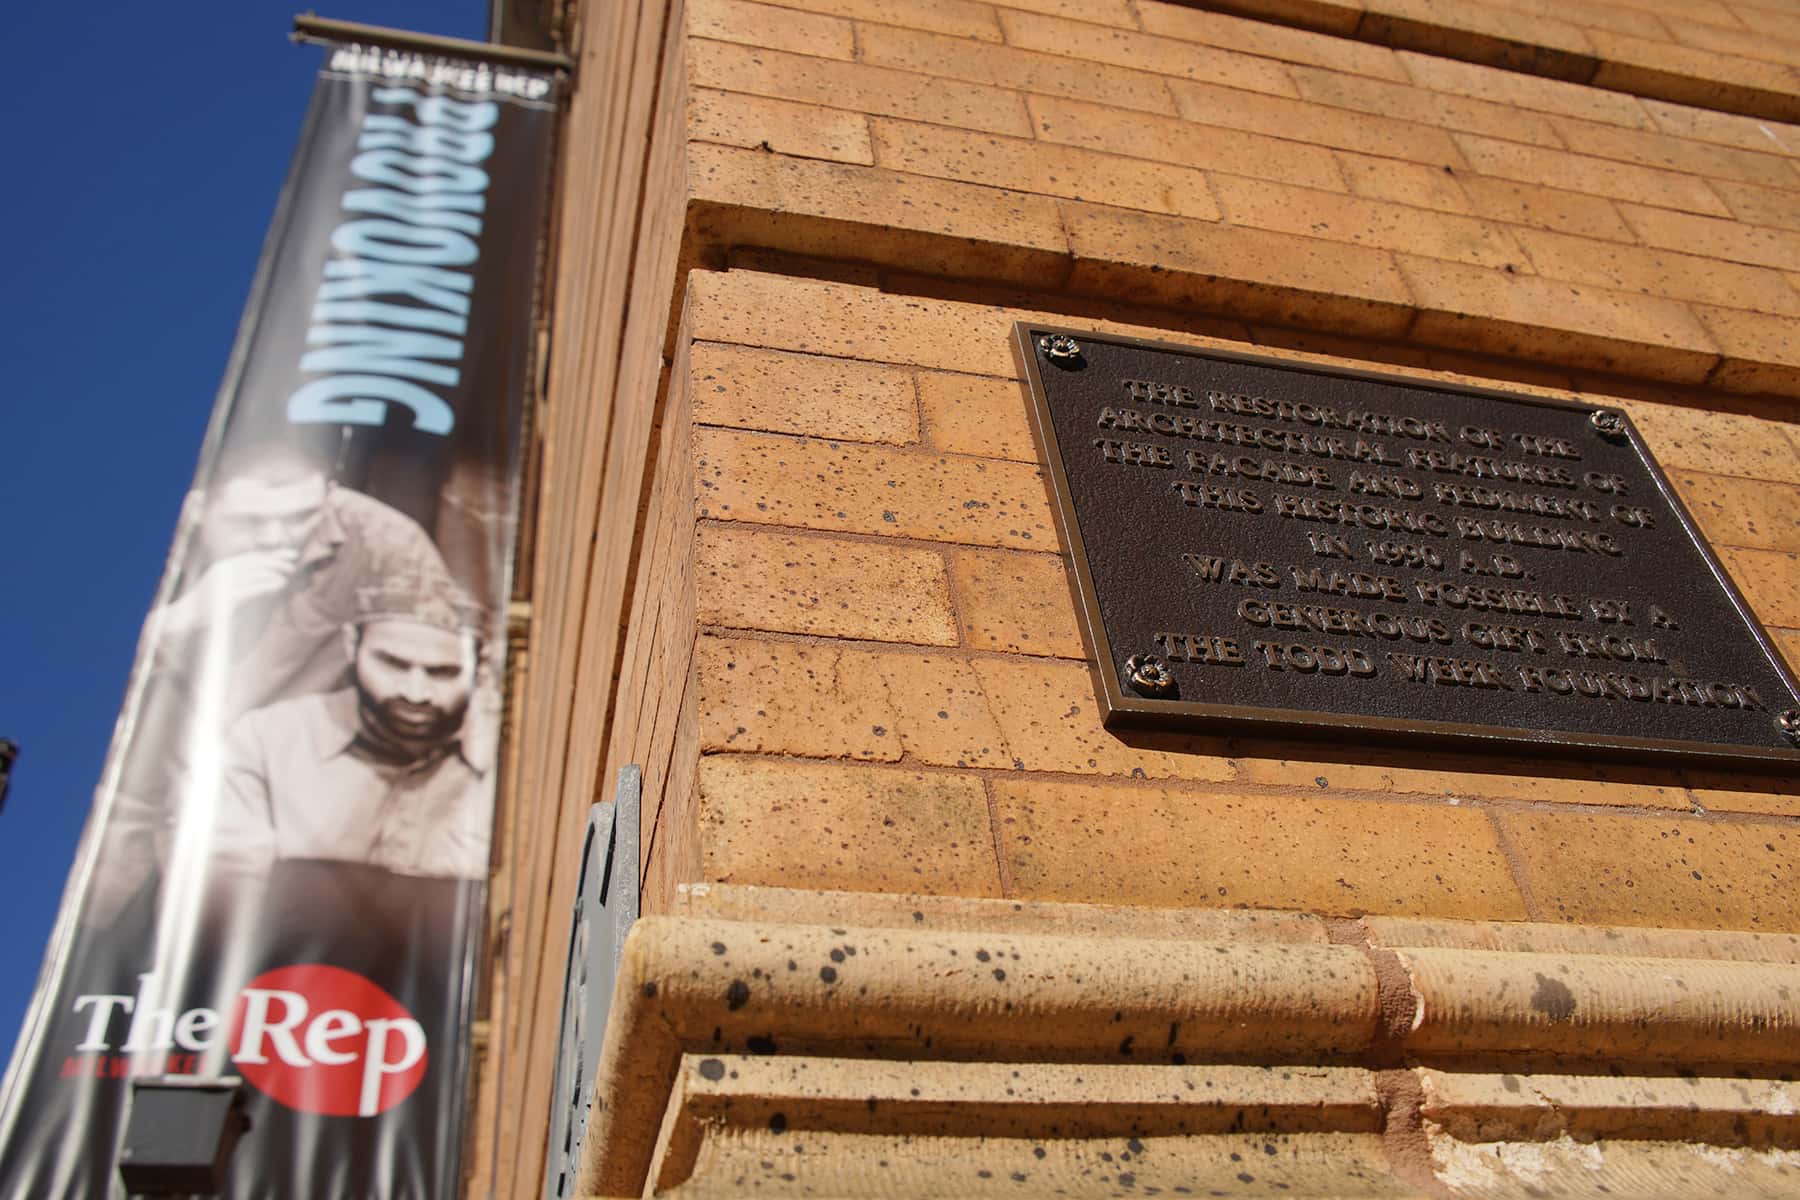 MILWAUKEE REP
PROVOKING
The Rep
MILWAUKEE
THE RESTORATION OF THE
ARCHITECTURAL FEATURES OF
THE FACADE AND PEDIMENT OF
THIS HISTORIC BUILDING
IN 1990 A.D.
WAS MADE POSSIBLE BY A
GENEROUS GIFT FROM
THE TODD WEHR FOUNDATION